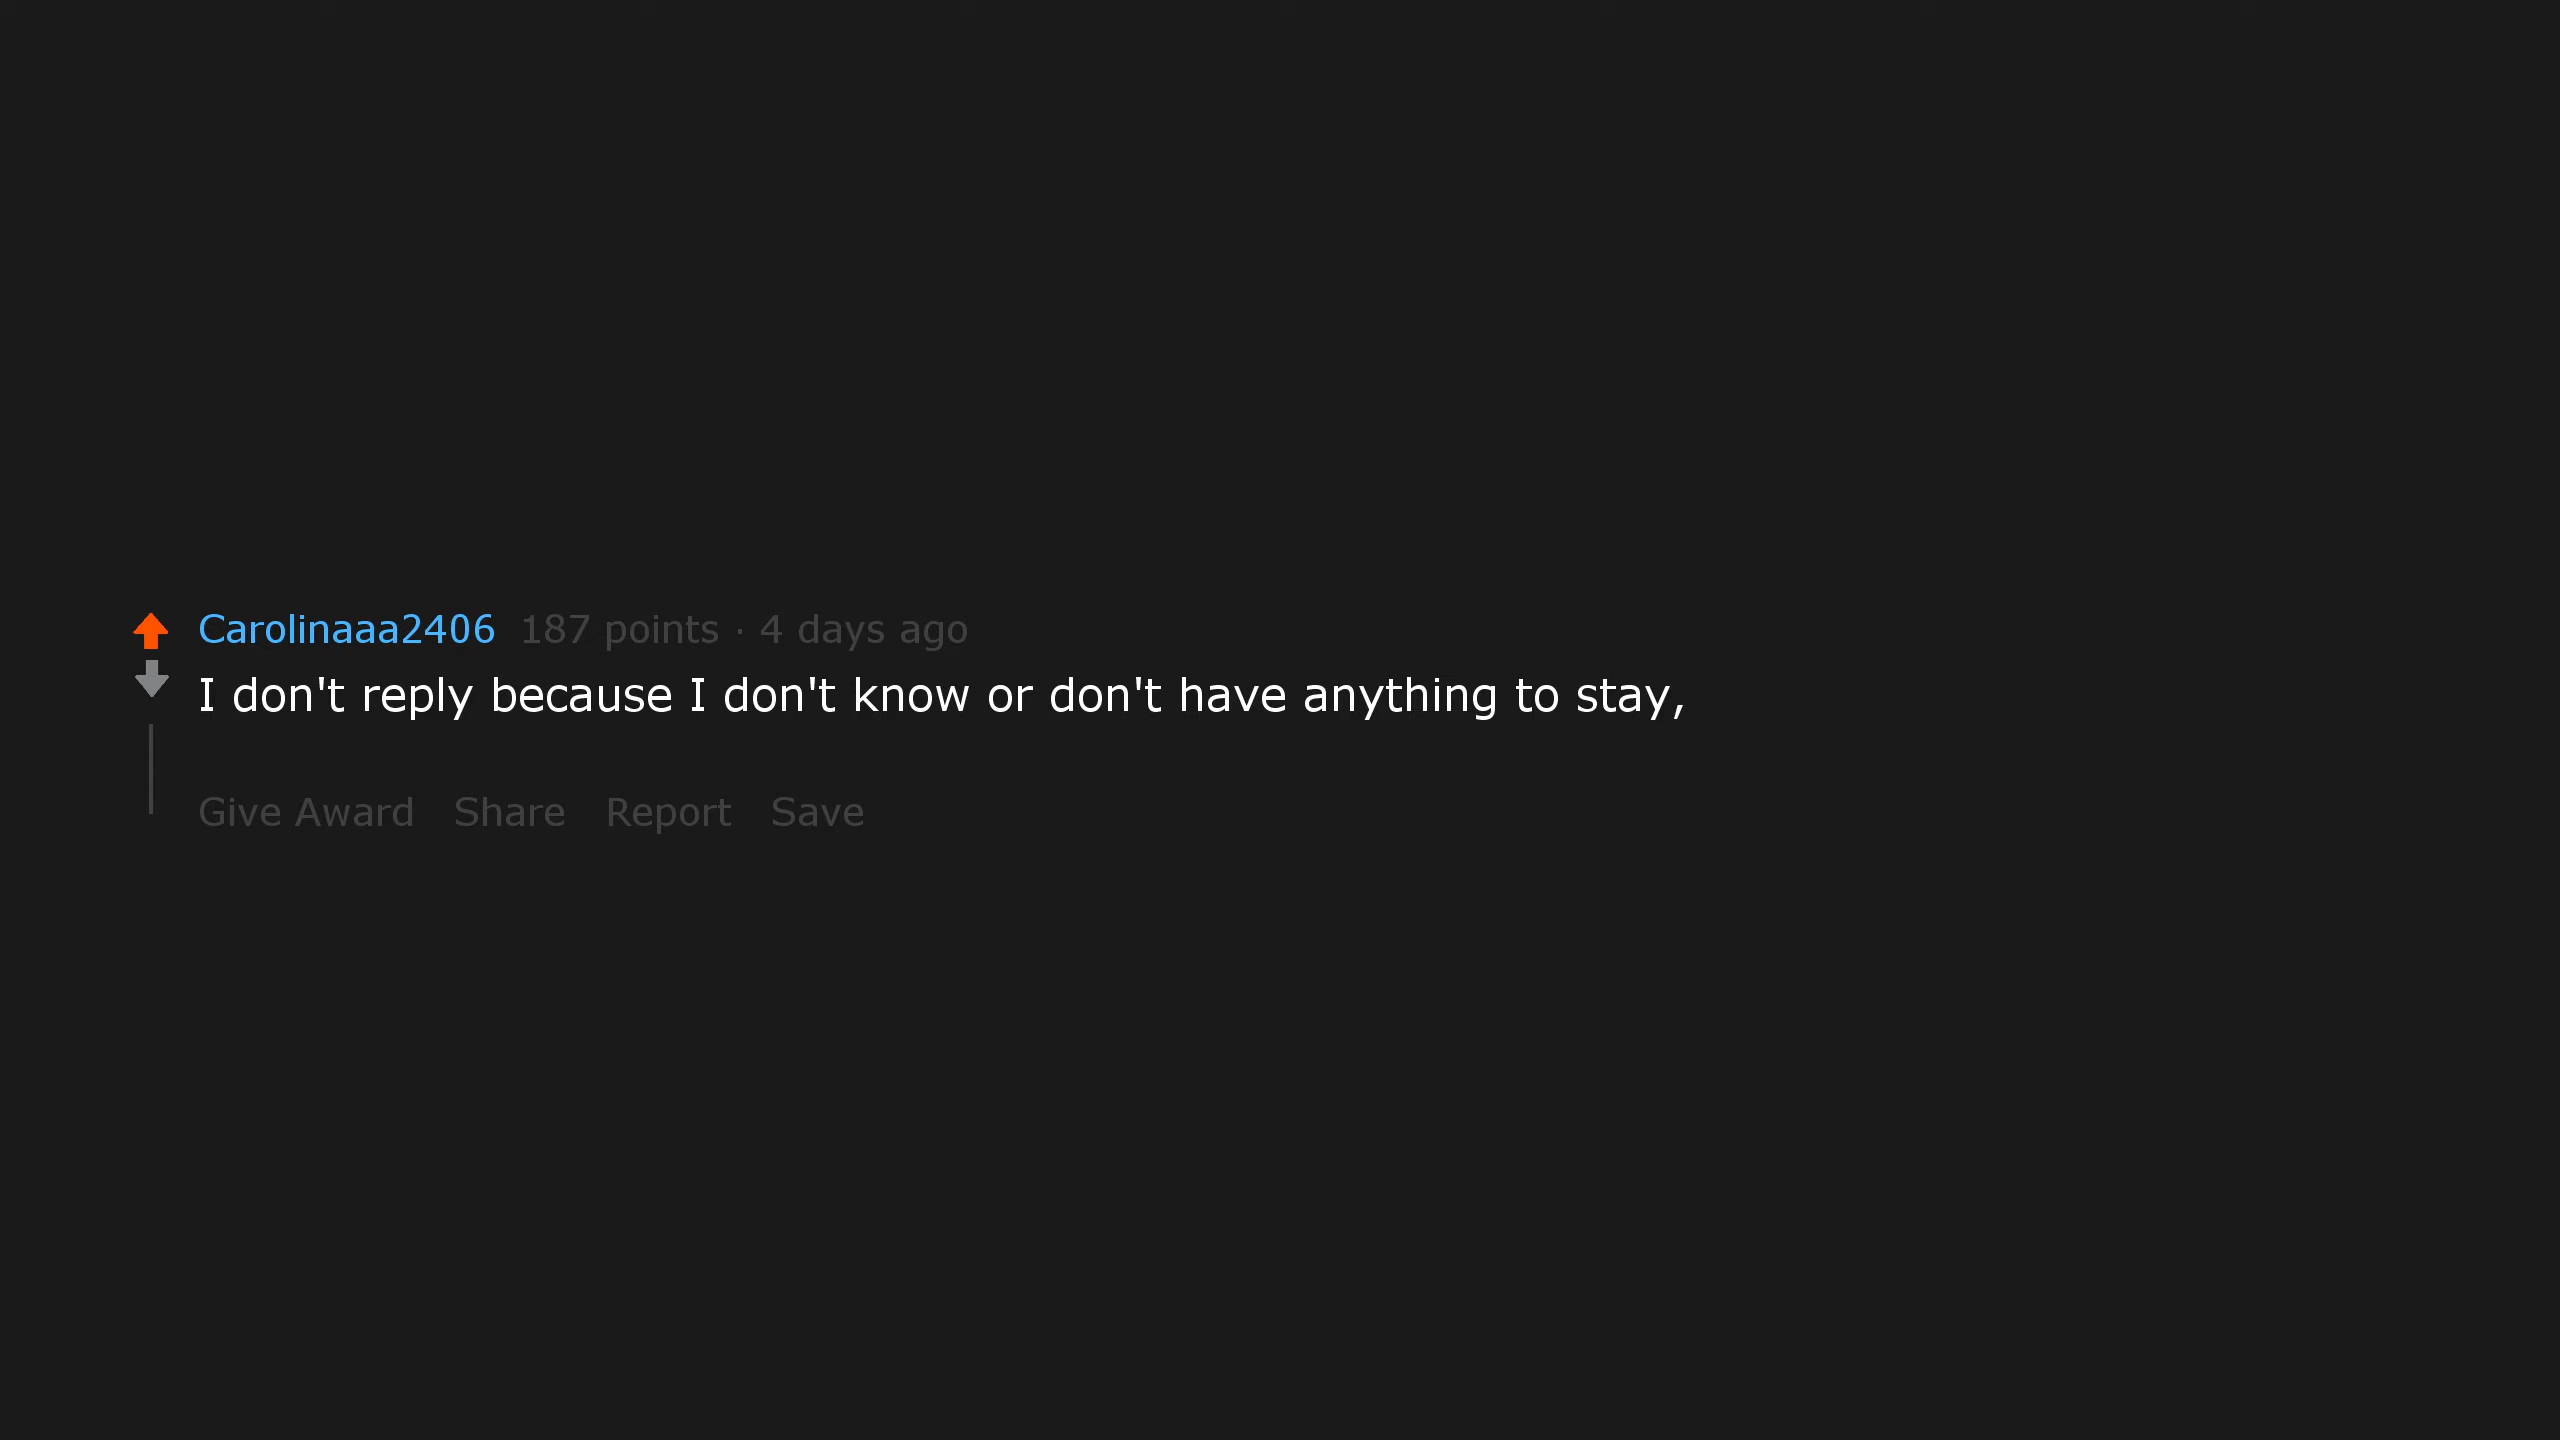 Carolinaaa2406 187 points · 4 days ago
I don't reply because I don't know or don't have anything to stay,
Give Award Share Report Save